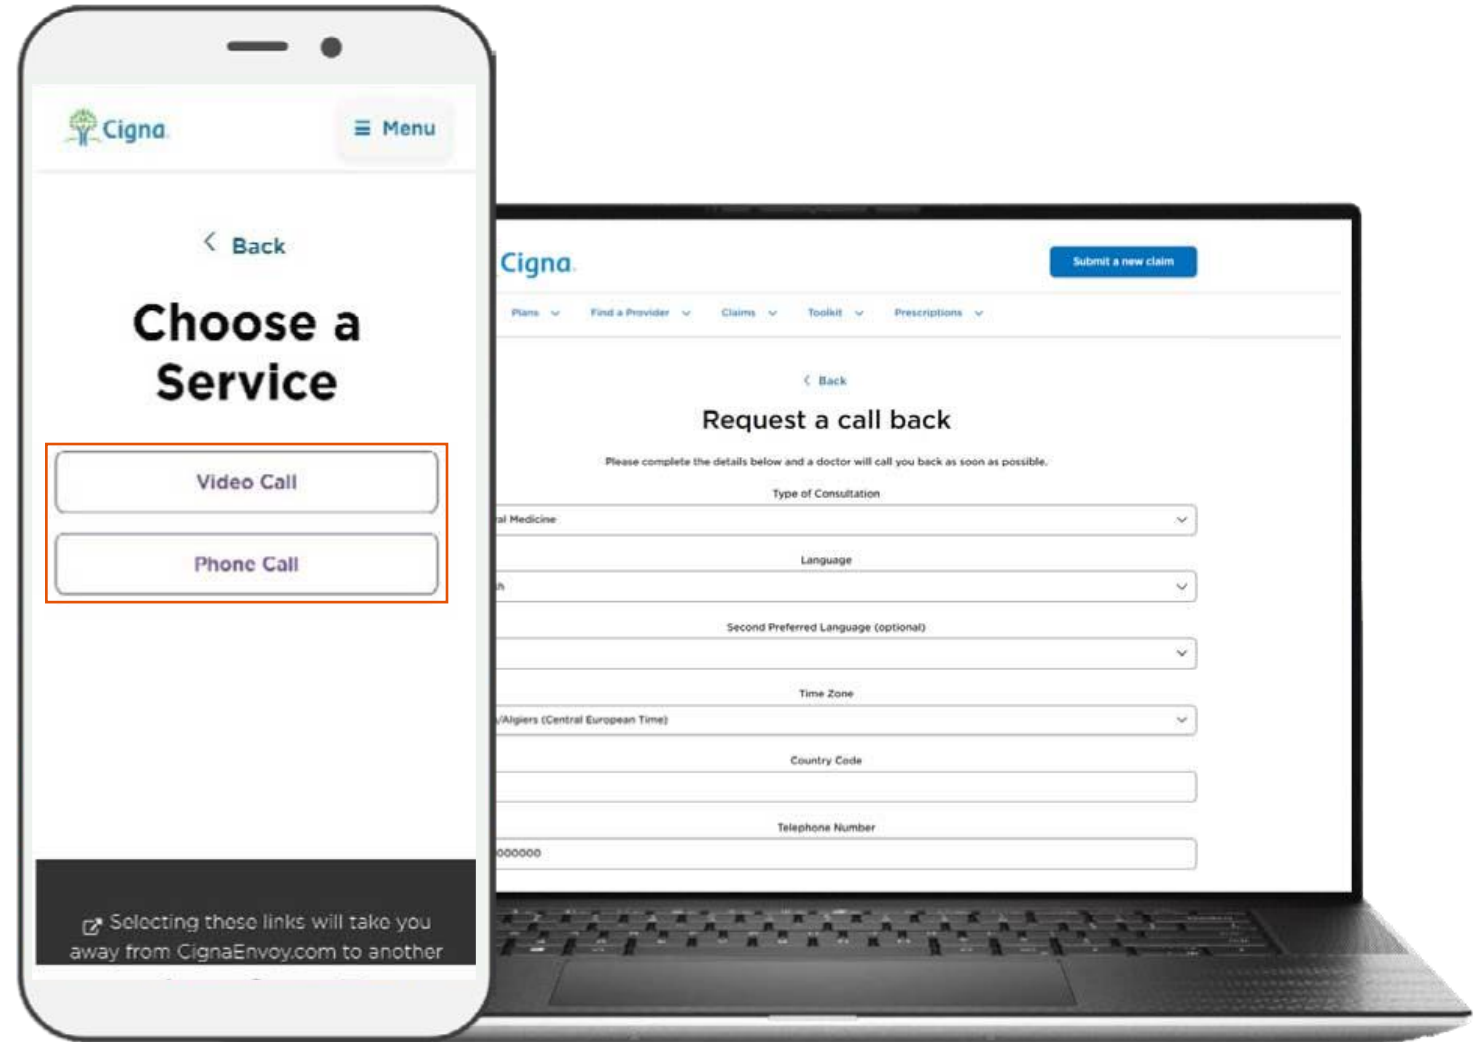 Cigna
Menu
Back
Choose a
Service
Video Call
Phone Call
Selecting these links will take you
away from CignaEnvoy.com to another
Cigna
Submit a new claim
Plans
Find a Provider
Claims
Toolkit
Prescriptions
Back
Request a call back
Please complete the details below and a doctor will call you back as soon as possible.
Type of Consultation
al Medicine
Language
h
Second Preferred Language (optional)
Time Zone
/Algiers (Central European Time)
Country Code
Telephone Number
000000